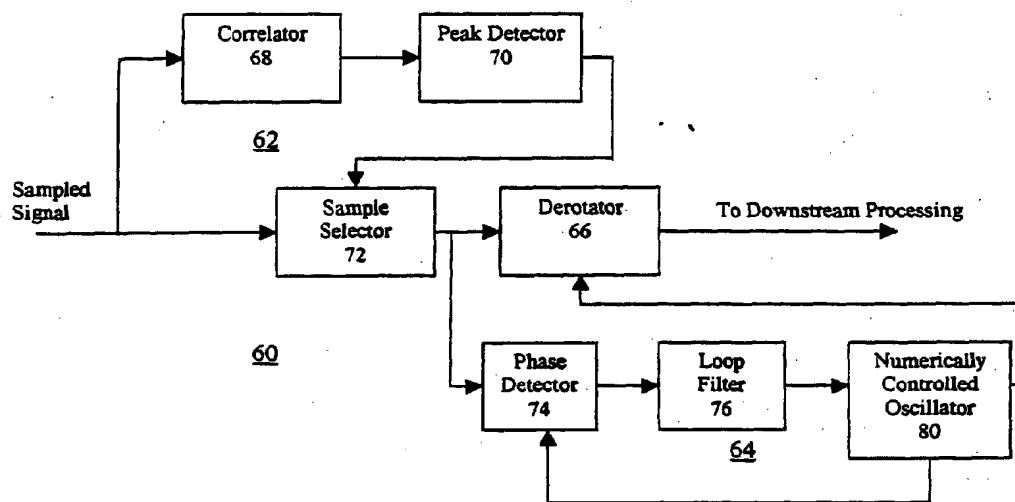 Correlator
68
Peak Detector
70
62
Sampled
Signal
Sample
Selector
72
Derotator
66
To Downstream Processing
60
Phase
Detector
74
Loop
Filter
76
Numerically
Controlled
Oscillator
80
64